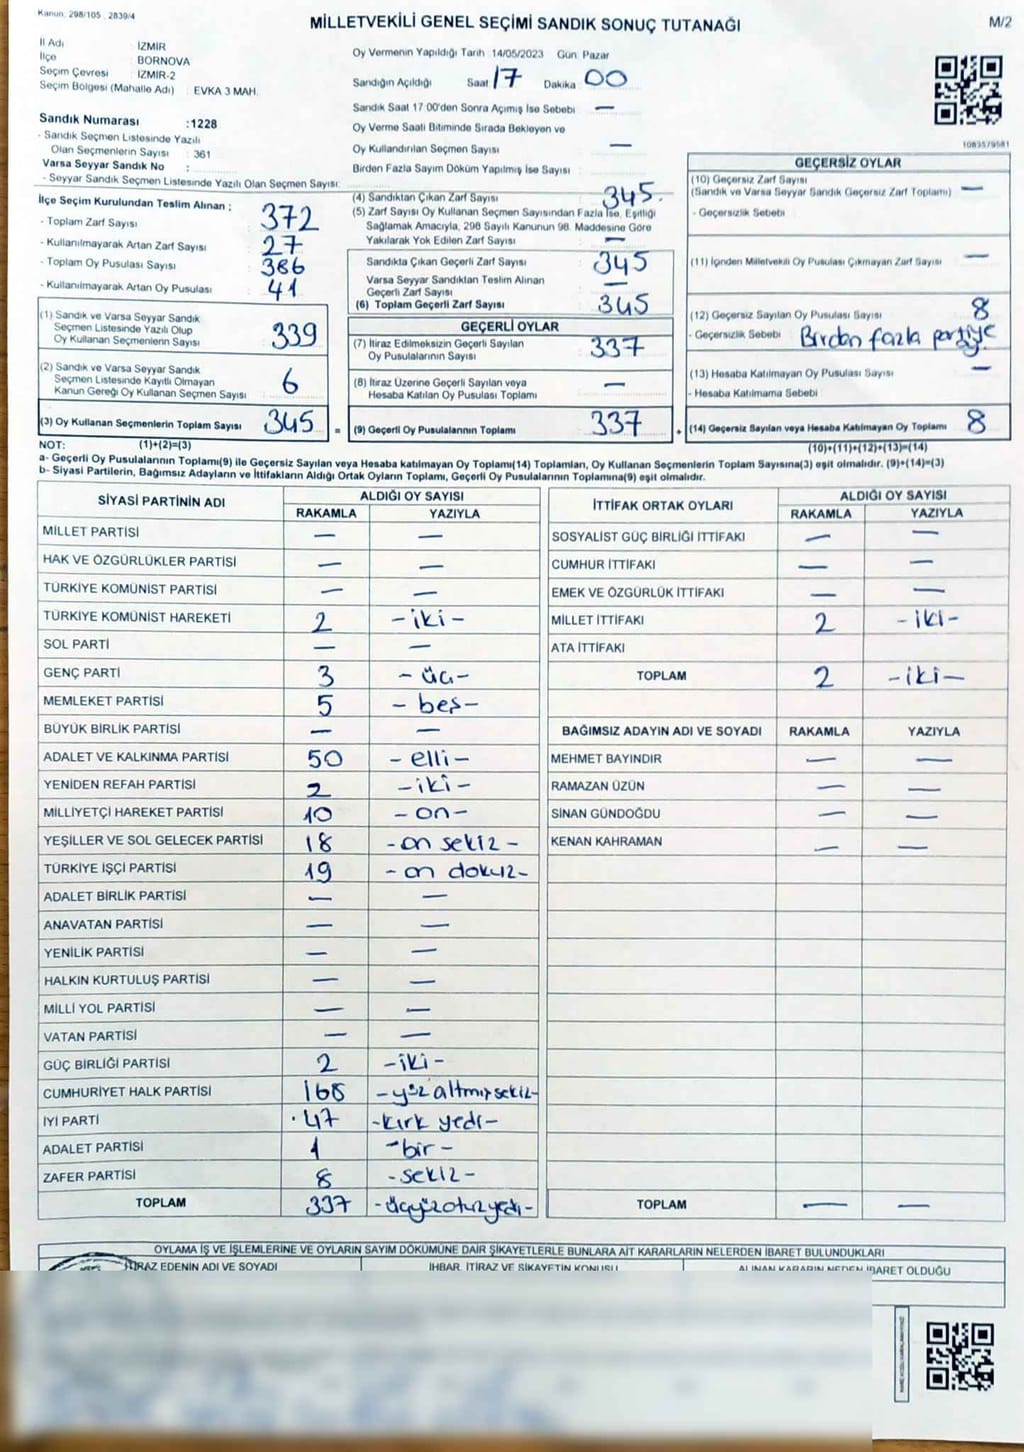 Kanun: 298/105 . 2839/4
MİLLETVEKİLİ GENEL SEÇİMİ SANDIK SONUÇ TUTANAĞI
M/2
İl Adı : İZMİR
İlçe : BORNOVA
Seçim Çevresi : İZMİR-2
Seçim Bölgesi (Mahalle Adı) : EVKA 3 MAH.
Sandık Numarası :1228
- Sandık Seçmen Listesinde Yazılı
Olan Seçmenlerin Sayısı : 361
Varsa Seyyar Sandık No :
- Seyyar Sandık Seçmen Listesinde Yazılı Olan Seçmen Sayısı:
Oy Vermenin Yapıldığı Tarih :14/05/2023 Gün: Pazar
Sandığın Açıldığı Saat 17 Dakika 00
Sandık Saat 17.00'den Sonra Açımış İse Sebebi —
Oy Verme Saati Bitiminde Sırada Bekleyen ve
Oy Kullandırılan Seçmen Sayısı —
Birden Fazla Sayım Döküm Yapılmış İse Sayısı :
1083579581
İlçe Seçim Kurulundan Teslim Alınan ;
- Toplam Zarf Sayısı 372
- Kullanılmayarak Artan Zarf Sayısı 27
- Toplam Oy Pusulası Sayısı 386
- Kullanılmayarak Artan Oy Pusulası 41
(1) Sandık ve Varsa Seyyar Sandık
Seçmen Listesinde Yazılı Olup
Oy Kullanan Seçmenlerin Sayısı 339
(2) Sandık ve Varsa Seyyar Sandık
Seçmen Listesinde Kayıtlı Olmayan
Kanun Gereği Oy Kullanan Seçmen Sayısı 6
(3) Oy Kullanan Seçmenlerin Toplam Sayısı 345 =
(4) Sandıktan Çıkan Zarf Sayısı 345.
(5) Zarf Sayısı Oy Kullanan Seçmen Sayısından Fazla İse, Eşitliği
Sağlamak Amacıyla, 298 Sayılı Kanunun 98. Maddesine Göre
Yakılarak Yok Edilen Zarf Sayısı —
Sandıkta Çıkan Geçerli Zarf Sayısı 345
Varsa Seyyar Sandıktan Teslim Alınan
Geçerli Zarf Sayısı —
(6) Toplam Geçerli Zarf Sayısı 345
GEÇERLİ OYLAR
(7) İtiraz Edilmeksizin Geçerli Sayılan
Oy Pusulalarının Sayısı 337
(8) İtiraz Üzerine Geçerli Sayılan veya
Hesaba Katılan Oy Pusulası Toplamı —
(9) Geçerli Oy Pusulalarının Toplamı 337 +
GEÇERSİZ OYLAR
(10) Geçersiz Zarf Sayısı
(Sandık ve Varsa Seyyar Sandık Geçersiz Zarf Toplamı) —
- Geçersizlik Sebebi :
(11) İçinden Milletvekili Oy Pusulası Çıkmayan Zarf Sayısı —
(12) Geçersiz Sayılan Oy Pusulası Sayısı 8
- Geçersizlik Sebebi : Birden fazla partiye
(13) Hesaba Katılmayan Oy Pusulası Sayısı —
- Hesaba Katılmama Sebebi :
(14) Geçersiz Sayılan veya Hesaba Katılmayan Oy Toplamı 8
NOT: (1)+(2)=(3)
(10)+(11)+(12)+(13)=(14)
a- Geçerli Oy Pusulalarının Toplamı(9) ile Geçersiz Sayılan veya Hesaba katılmayan Oy Toplamı(14) Toplamları, Oy Kullanan Seçmenlerin Toplam Sayısına(3) eşit olmalıdır. (9)+(14)=(3)
b- Siyasi Partilerin, Bağımsız Adayların ve İttifakların Aldığı Ortak Oyların Toplamı, Geçerli Oy Pusulalarının Toplamına(9) eşit olmalıdır.
SİYASİ PARTİNİN ADI ALDIĞI OY SAYISI
RAKAMLA YAZIYLA
MİLLET PARTİSİ — —
HAK VE ÖZGÜRLÜKLER PARTİSİ — —
TÜRKİYE KOMÜNİST PARTİSİ — —
TÜRKİYE KOMÜNİST HAREKETİ 2 -iki-
SOL PARTİ — —
GENÇ PARTİ 3 - üç-
MEMLEKET PARTİSİ 5 - beş-
BÜYÜK BİRLİK PARTİSİ — —
ADALET VE KALKINMA PARTİSİ 50 - elli-
YENİDEN REFAH PARTİSİ 2 -iki-
MİLLİYETÇİ HAREKET PARTİSİ 10 - on-
YEŞİLLER VE SOL GELECEK PARTİSİ 18 -on sekiz-
TÜRKİYE İŞÇİ PARTİSİ 19 - on dokuz-
ADALET BİRLİK PARTİSİ — —
ANAVATAN PARTİSİ — —
YENİLİK PARTİSİ — —
HALKIN KURTULUŞ PARTİSİ — —
MİLLİ YOL PARTİSİ — —
VATAN PARTİSİ — —
GÜÇ BİRLİĞİ PARTİSİ 2 -iki-
CUMHURİYET HALK PARTİSİ 168 -yüz altmış sekiz-
İYİ PARTİ 47 -kırk yedi-
ADALET PARTİSİ 1 -bir-
ZAFER PARTİSİ 8 -sekiz-
TOPLAM 337 -üçyüzotuzyedi-
İTTİFAK ORTAK OYLARI ALDIĞI OY SAYISI
RAKAMLA YAZIYLA
SOSYALİST GÜÇ BİRLİĞİ İTTİFAKI — —
CUMHUR İTTİFAKI — —
EMEK VE ÖZGÜRLÜK İTTİFAKI — —
MİLLET İTTİFAKI 2 -iki-
ATA İTTİFAKI
TOPLAM 2 -iki-
BAĞIMSIZ ADAYIN ADI VE SOYADI RAKAMLA YAZIYLA
MEHMET BAYINDIR — —
RAMAZAN ÜZÜN — —
SİNAN GÜNDOĞDU — —
KENAN KAHRAMAN — —
TOPLAM — —
OYLAMA İŞ VE İŞLEMLERİNE VE OYLARIN SAYIM DÖKÜMÜNE DAİR ŞİKAYETLERLE BUNLARA AİT KARARLARIN NELERDEN İBARET BULUNDUKLARI
İTİRAZ EDENİN ADI VE SOYADI İHBAR, İTİRAZ VE ŞİKAYETİN KONUSU ALINAN KARARIN NEDEN İBARET OLDUĞU